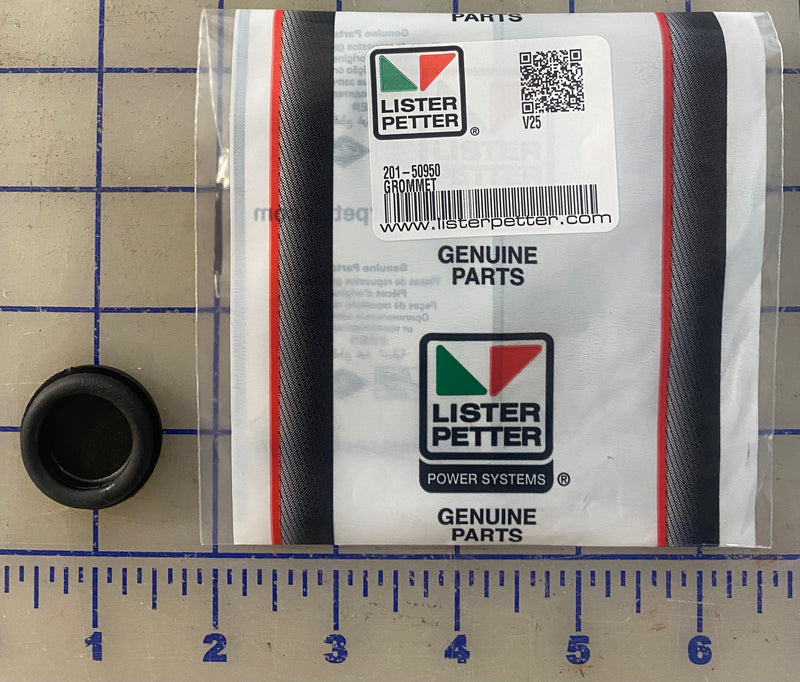 PARTS
LISTER
PETTER
®
V25
201-50950
GROMMET
www.listerpetter.com
GENUINE
PARTS
LISTER
PETTER
POWER SYSTEMS ®
GENUINE
PARTS
1 2 3 4 5 6